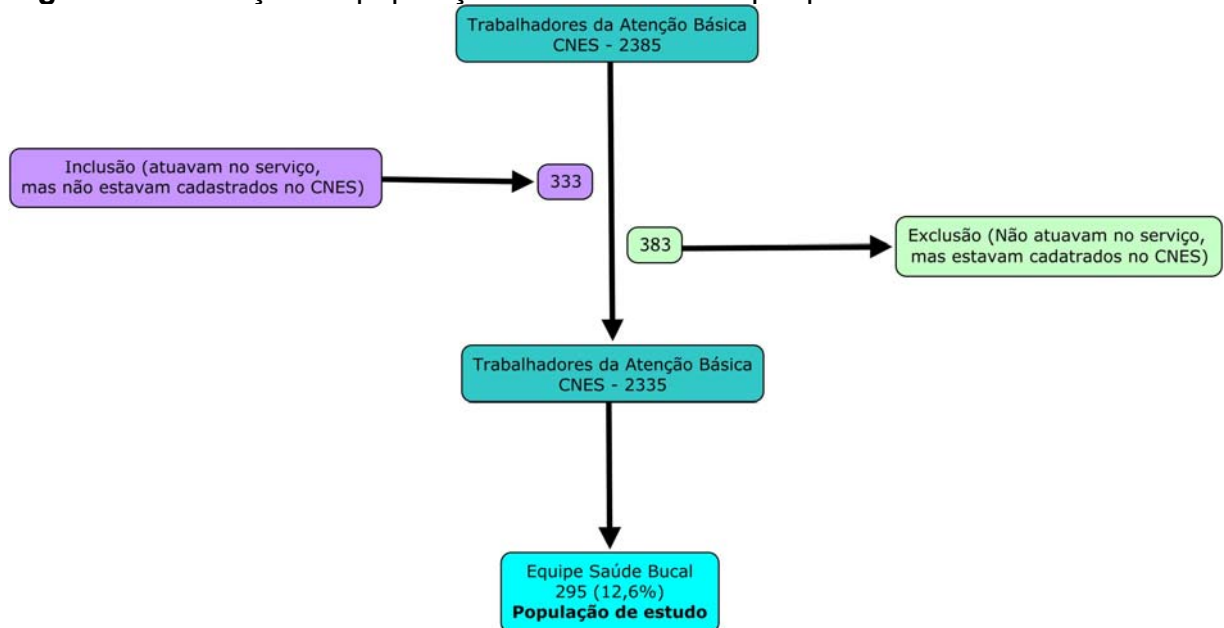 Trabalhadores da Atenção Básica
CNES - 2385
Inclusão (atuavam no serviço,
mas não estavam cadastrados no CNES)
333
383
Exclusão (Não atuavam no serviço,
mas estavam cadatrados no CNES)
Trabalhadores da Atenção Básica
CNES - 2335
Equipe Saúde Bucal
295 (12,6%)
População de estudo